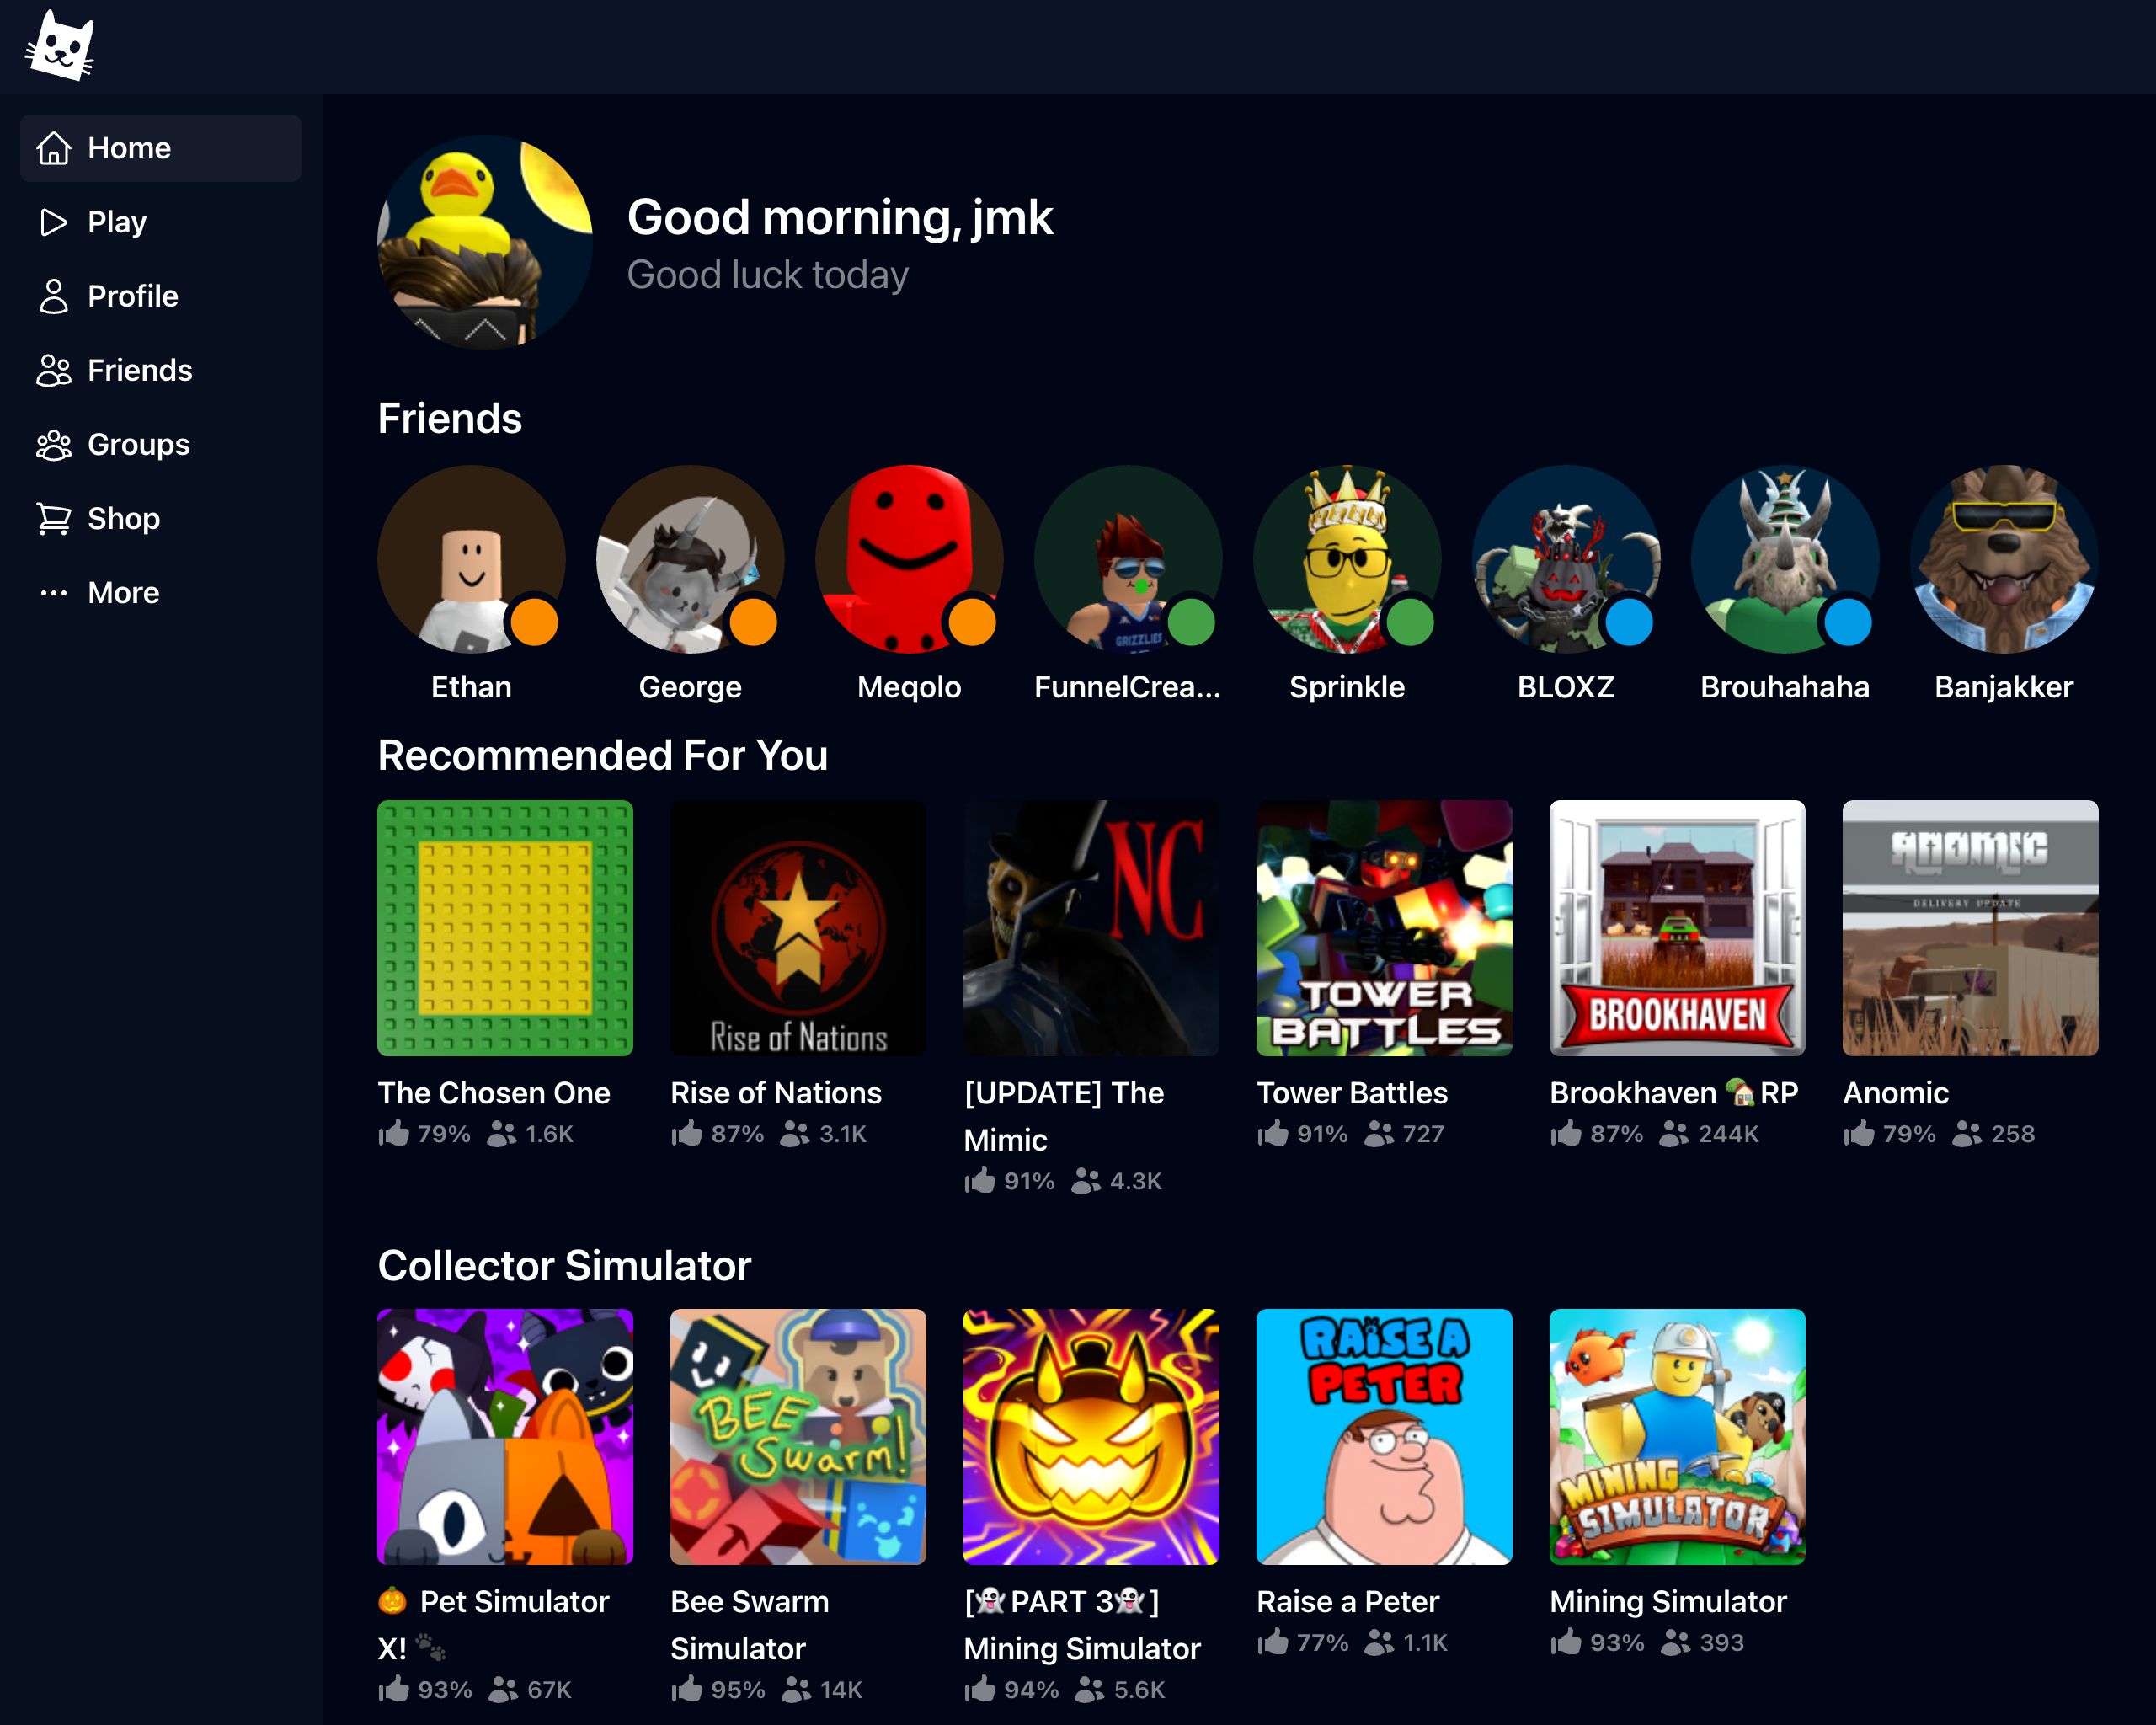 Home
Play
Profile
Friends
Groups
Shop
More
Good morning, jmk
Good luck today
Friends
GRIZZLIES
Ethan
George
Meqolo
FunnelCrea...
Sprinkle
BLOXZ
Brouhahaha
Banjakker
Recommended For You
Rise of Nations
NC
TOWER
BATTLES
BROOKHAVEN
ANOMIC
DELIVERY UPDATE
The Chosen One
79% 1.6K
Rise of Nations
87% 3.1K
[UPDATE] The
Mimic
91% 4.3K
Tower Battles
91% 727
Brookhaven 🏡RP
87% 244K
Anomic
79% 258
Collector Simulator
BEE
Swarm!
RAISE A
PETER
MINING
SIMULATOR
🎃 Pet Simulator
X! 🐾
93% 67K
Bee Swarm
Simulator
95% 14K
[👻PART 3👻]
Mining Simulator
94% 5.6K
Raise a Peter
77% 1.1K
Mining Simulator
93% 393